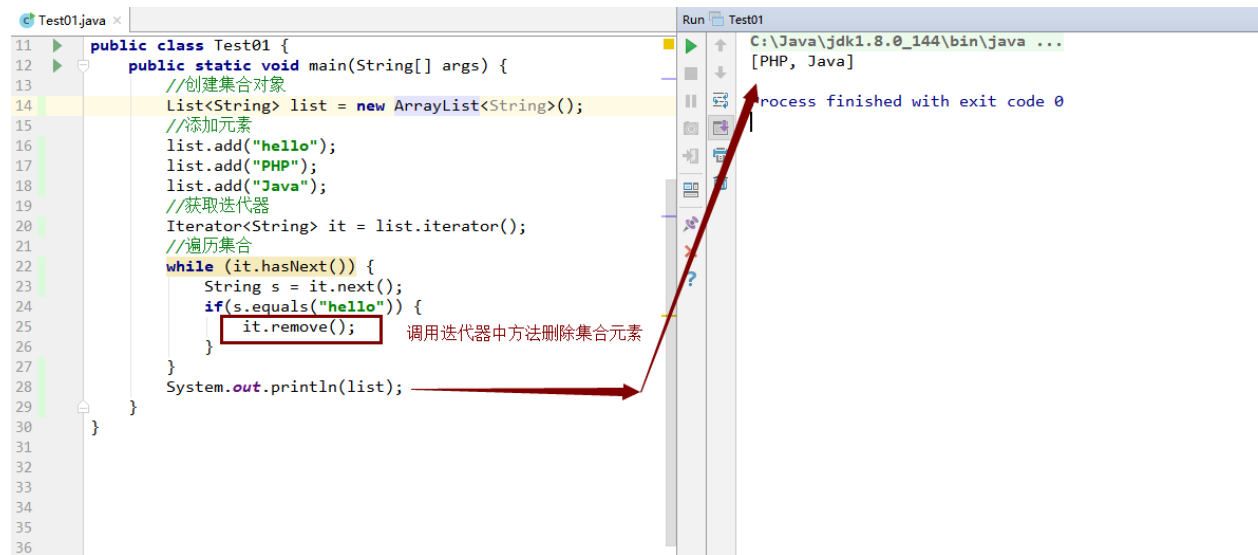 Test01.java
Run Test01
11 public class Test01 {
12 public static void main(String[] args) {
13 //创建集合对象
14 List<String> list = new ArrayList<String>();
15 //添加元素
16 list.add("hello");
17 list.add("PHP");
18 list.add("Java");
19 //获取迭代器
20 Iterator<String> it = list.iterator();
21 //遍历集合
22 while (it.hasNext()) {
23 String s = it.next();
24 if(s.equals("hello")) {
25 it.remove(); 调用迭代器中方法删除集合元素
26 }
27 }
28 System.out.println(list);
29 }
30 }
31
32
33
34
35
36
C:\Java\jdk1.8.0_144\bin\java ...
[PHP, Java]
Process finished with exit code 0